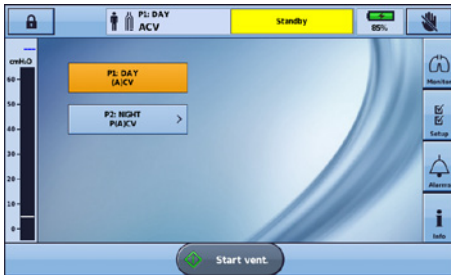 P1: DAY
ACV
Standby
85%
cmH₂O
60
50
40
30
20
10
0
P1: DAY
(A)CV
P2: NIGHT
P(A)CV
Monitor
Setup
Alarms
Info
Start vent.